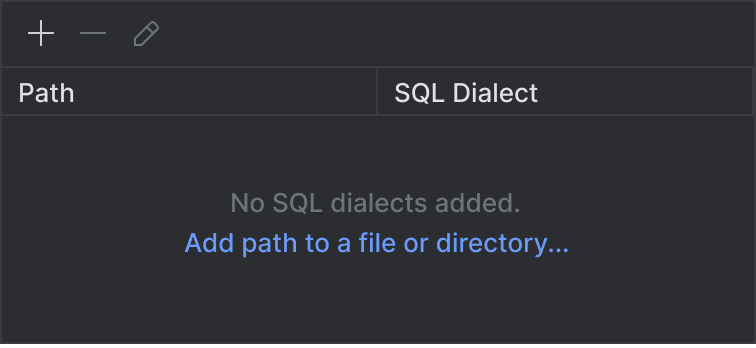 Path
SQL Dialect
No SQL dialects added.
Add path to a file or directory...